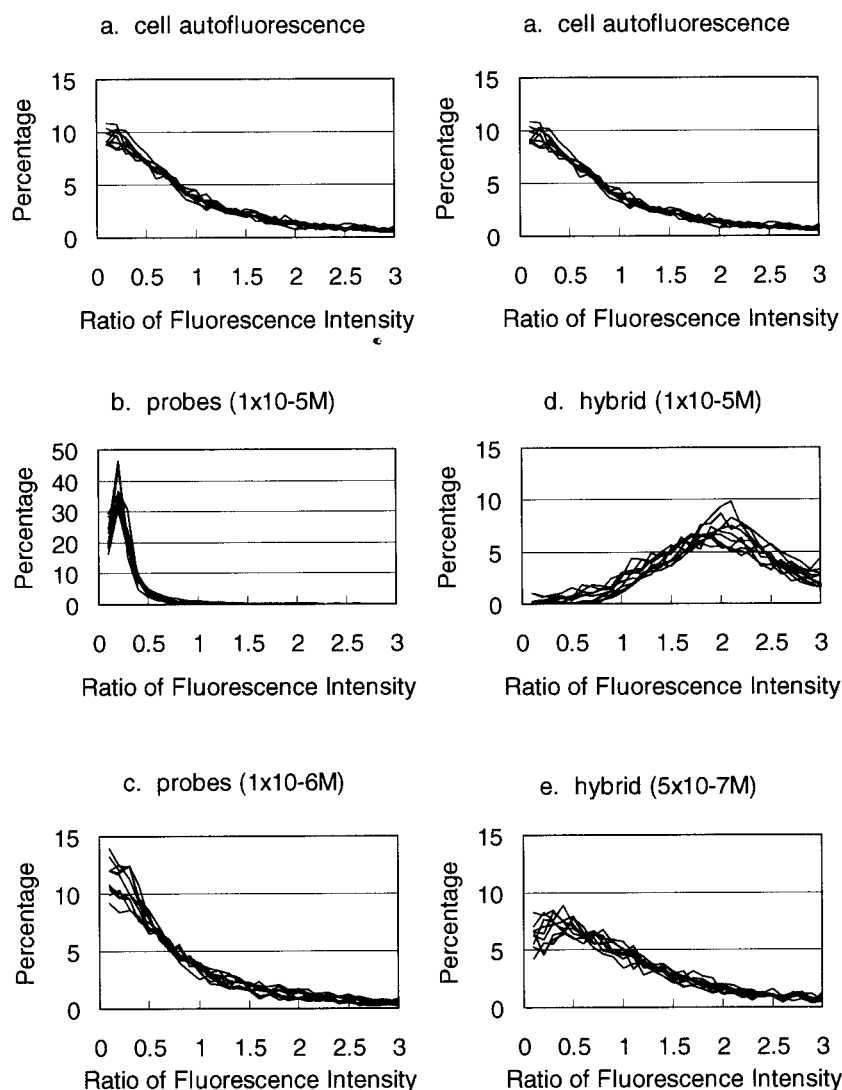 a. cell autofluorescence
15
10
5
0
Percentage
0 0.5 1 1.5 2 2.5 3
Ratio of Fluorescence Intensity
a. cell autofluorescence
15
10
5
0
Percentage
0 0.5 1 1.5 2 2.5 3
Ratio of Fluorescence Intensity
b. probes (1x10-5M)
50
40
30
20
10
0
Percentage
0 0.5 1 1.5 2 2.5 3
Ratio of Fluorescence Intensity
d. hybrid (1x10-5M)
15
10
5
0
Percentage
0 0.5 1 1.5 2 2.5 3
Ratio of Fluorescence Intensity
c. probes (1x10-6M)
15
10
5
0
Percentage
0 0.5 1 1.5 2 2.5 3
Ratio of Fluorescence Intensity
e. hybrid (5x10-7M)
15
10
5
0
Percentage
0 0.5 1 1.5 2 2.5 3
Ratio of Fluorescence Intensity